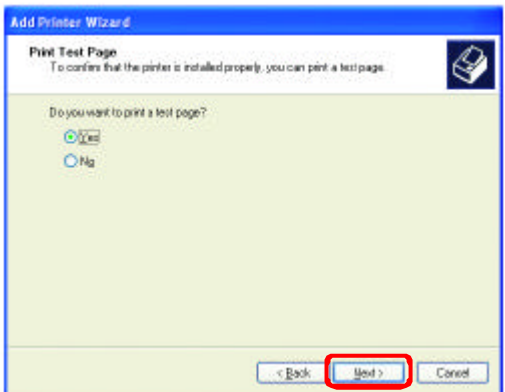 Add Printer Wizard
Print Test Page
To confirm that the printer is installed properly, you can print a test page.
Do you want to print a test page?
Yes
No
< Back
Next >
Cancel